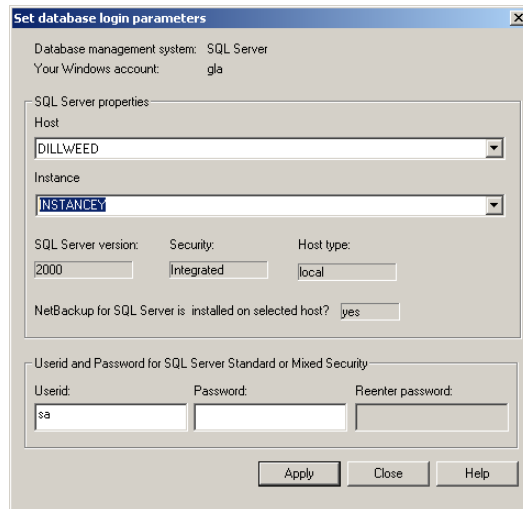 Set database login parameters
Database management system: SQL Server
Your Windows account: gla
SQL Server properties
Host
DILLWEED
Instance
INSTANCEY
SQL Server version: Security: Host type:
2000 Integrated local
NetBackup for SQL Server is installed on selected host? yes
Userid and Password for SQL Server Standard or Mixed Security
Userid: Password: Reenter password:
sa
Apply Close Help